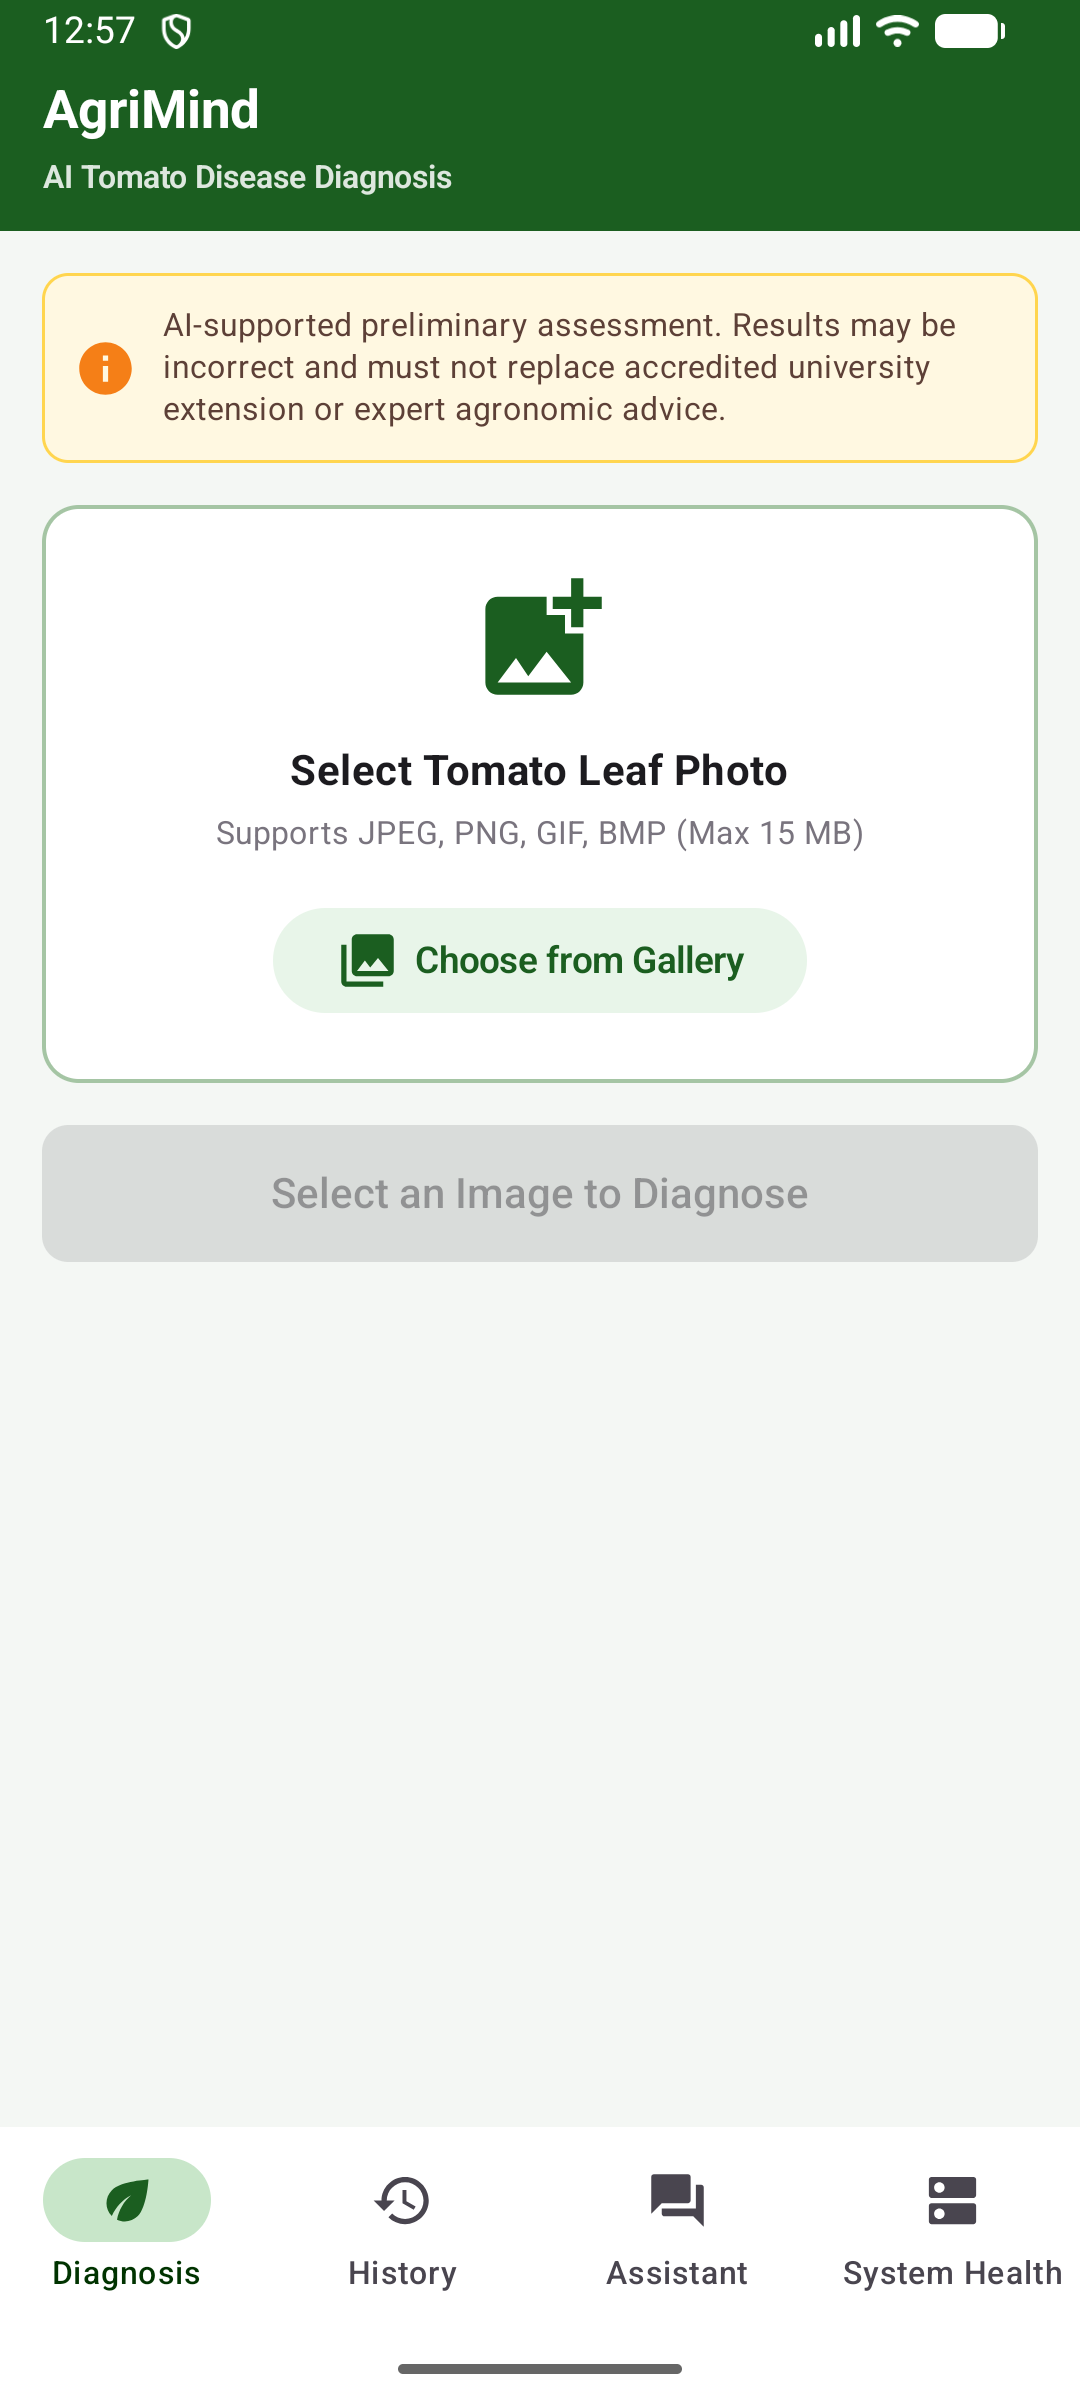 12:57
AgriMind
AI Tomato Disease Diagnosis
AI-supported preliminary assessment. Results may be
incorrect and must not replace accredited university
extension or expert agronomic advice.
Select Tomato Leaf Photo
Supports JPEG, PNG, GIF, BMP (Max 15 MB)
Choose from Gallery
Select an Image to Diagnose
Diagnosis
History
Assistant
System Health